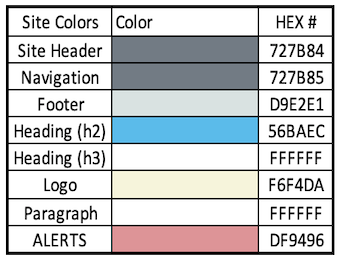 Site Colors Color HEX #
Site Header 727B84
Navigation 727B85
Footer D9E2E1
Heading (h2) 56BAEC
Heading (h3) FFFFFF
Logo F6F4DA
Paragraph FFFFFF
ALERTS DF9496